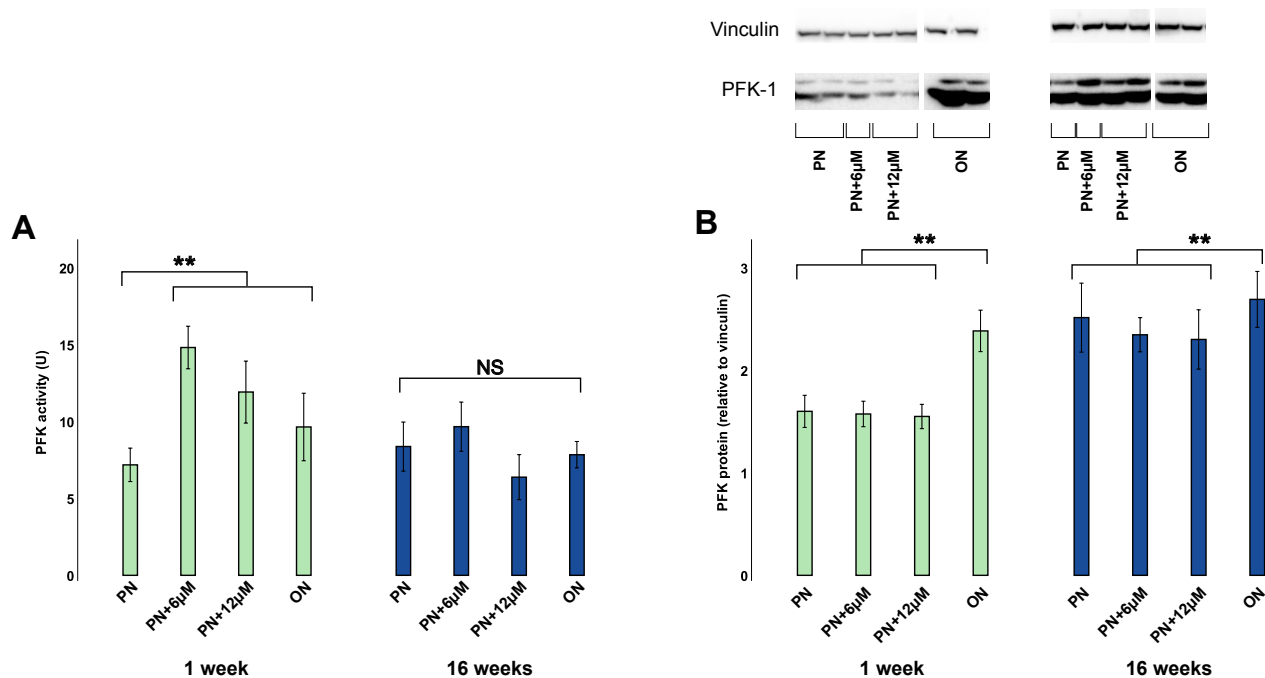 Vinculin
PFK-1
PN
PN+6µM
PN+12µM
ON
PN
PN+6µM
PN+12µM
ON
A
PFK activity (U)
20
15
10
5
0
**
NS
PN
PN+6µM
PN+12µM
ON
PN
PN+6µM
PN+12µM
ON
1 week
16 weeks
B
PFK protein (relative to vinculin)
3
2
1
0
**
**
PN
PN+6µM
PN+12µM
ON
PN
PN+6µM
PN+12µM
ON
1 week
16 weeks